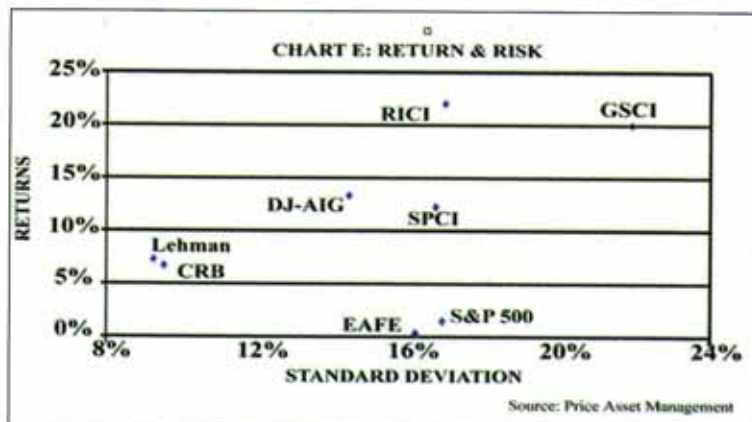 CHART E: RETURN & RISK
25%
RICI
GSCI
20%
15%
DJ-AIG
SPCI
10%
Lehman
CRB
5%
S&P 500
EAFE
0%
8%
12%
16%
20%
24%
RETURNS
STANDARD DEVIATION
Source: Price Asset Management